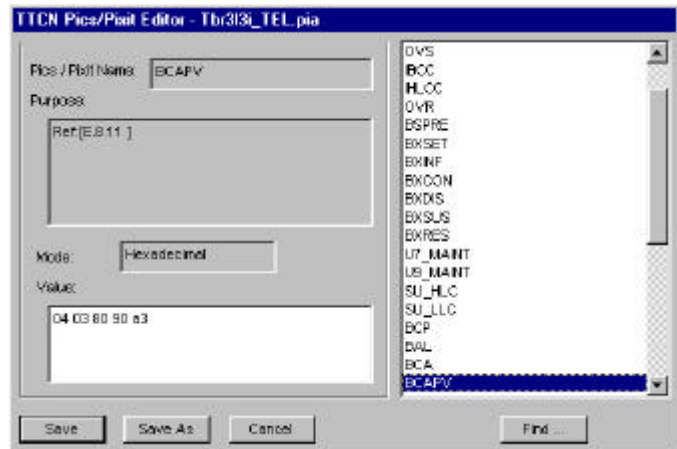 TTCN Pics/Pixit Editor - Tbr3l3i_TEL.pia
Pics / Pixit Name: BCAPV
Purpose:
Ref:[E.8.11 ]
Mode: Hexadecimal
Value:
04 03 80 90 a3
OVS
IBCC
IHLCC
OVR
BSPRE
BXSET
BXINF
BXCON
BXDIS
BXSUS
BXRES
U7_MAINT
U9_MAINT
SU_HLC
SU_LLC
BCP
BAL
BCA
BCAPV
Save Save As Cancel Find ...